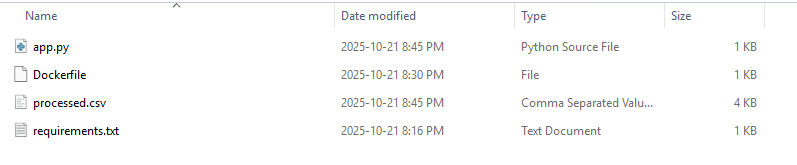 Name Date modified Type Size
app.py 2025-10-21 8:45 PM Python Source File 1 KB
Dockerfile 2025-10-21 8:30 PM File 1 KB
processed.csv 2025-10-21 8:45 PM Comma Separated Valu... 4 KB
requirements.txt 2025-10-21 8:16 PM Text Document 1 KB